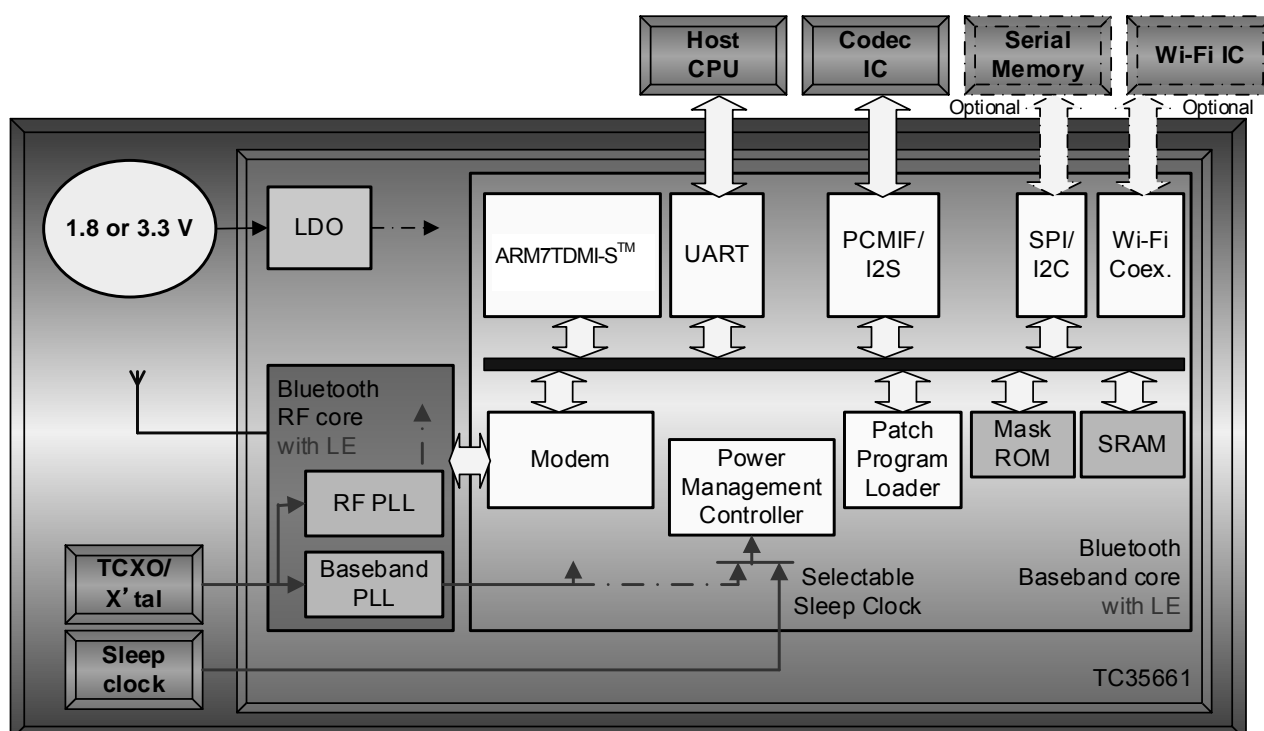 Host
CPU
Codec
IC
Serial
Memory
Wi-Fi IC
Optional
Optional
1.8 or 3.3 V
LDO
ARM7TDMI-S™
UART
PCMIF/
I2S
SPI/
I2C
Wi-Fi
Coex.
Bluetooth
RF core
with LE
Modem
Power
Management
Controller
Patch
Program
Loader
Mask
ROM
SRAM
RF PLL
Baseband
PLL
TCXO/
X’tal
Sleep
clock
Selectable
Sleep Clock
Bluetooth
Baseband core
with LE
TC35661